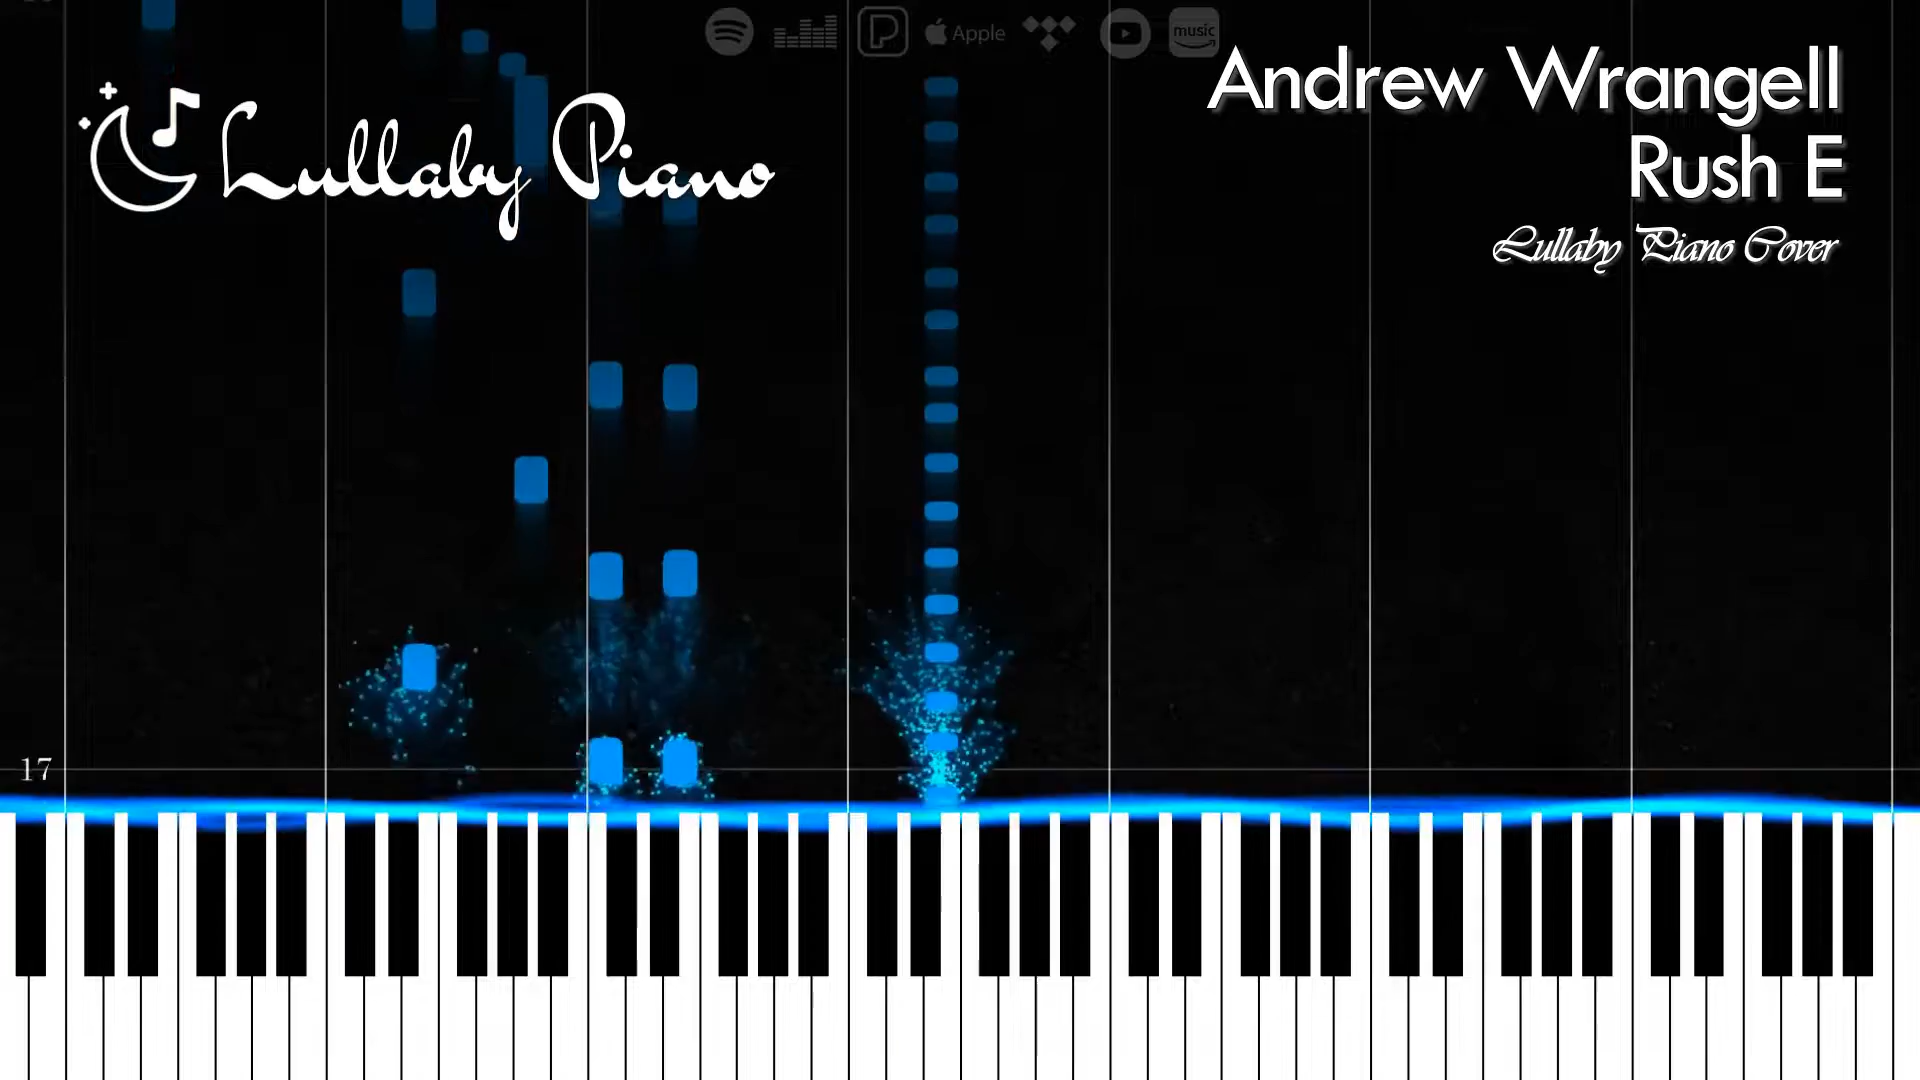 Apple
music
Lullaby Piano
Andrew Wrangell
Rush E
Lullaby Piano Cover
17